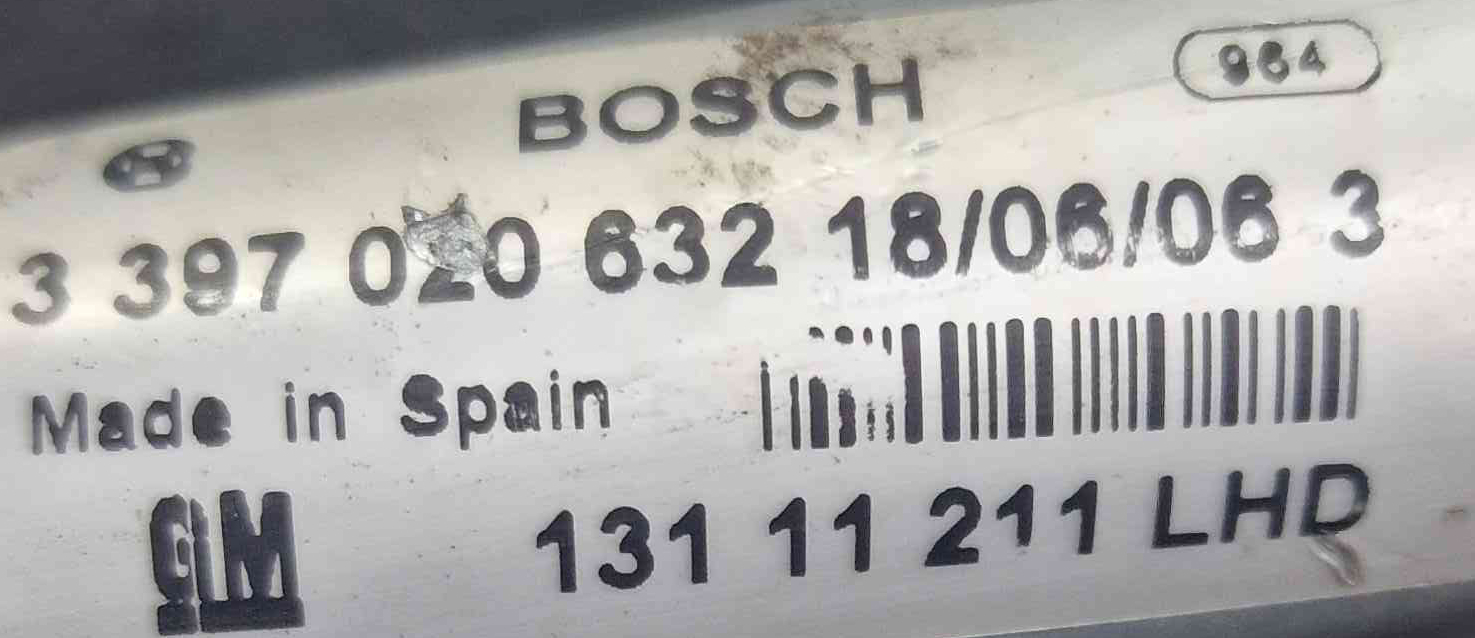 BOSCH 964
3 397 020 632 18/06/06 3
Made in Spain
GM 131 11 211 LHD